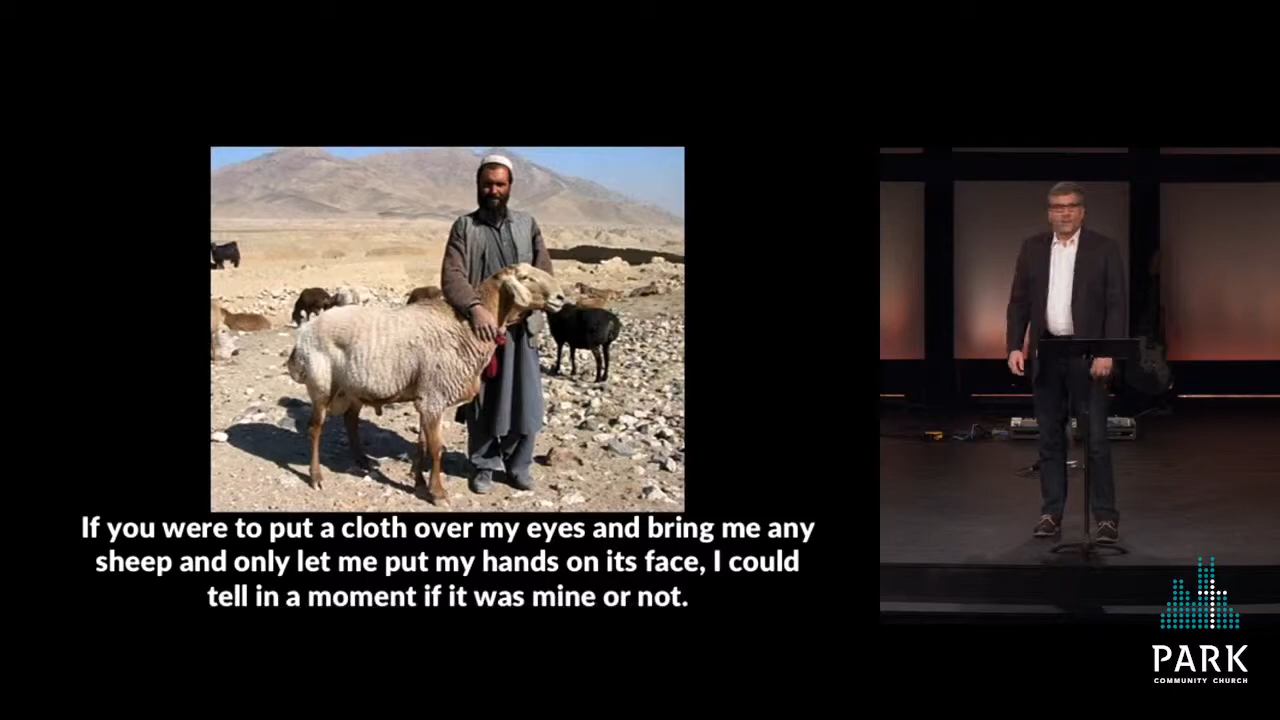 If you were to put a cloth over my eyes and bring me any
sheep and only let me put my hands on its face, I could
tell in a moment if it was mine or not.
PARK
COMMUNITY CHURCH